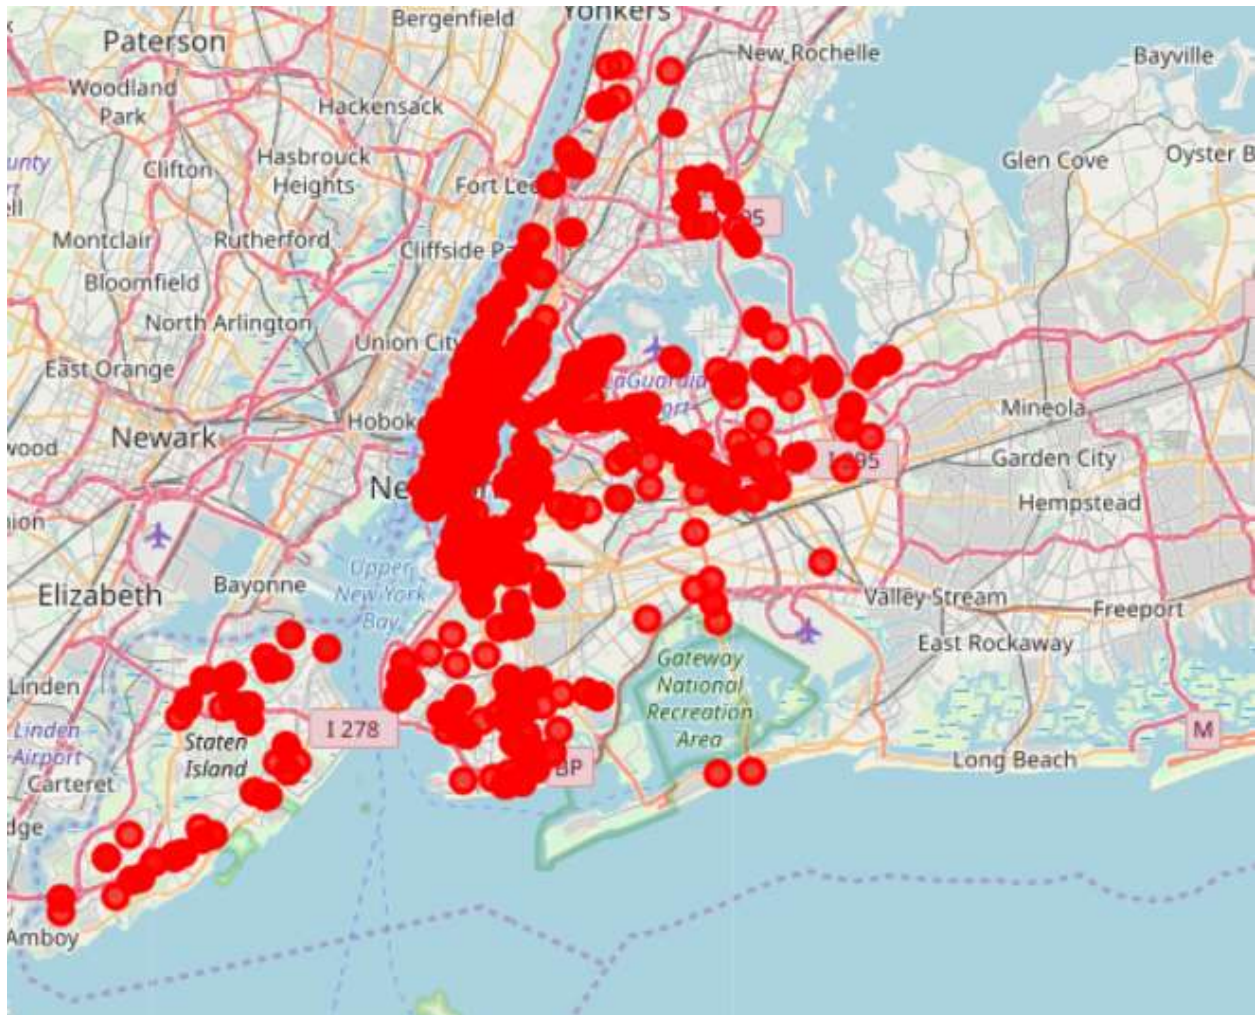 Yonkers
Bergenfield
Paterson
New Rochelle
Bayville
Woodland
Park
Hackensack
Hasbrouck
Heights
Clifton
Fort Lee
Glen Cove
Oyster B
Montclair
Rutherford
95
Cliffside P
Bloomfield
North Arlington
Union City
East Orange
LaGuardia
Mineola
Hobok
Newark
Garden City
I 295
Hempstead
Upper
New York
Bay
Bayonne
Elizabeth
Valley Stream
Freeport
East Rockaway
Gateway
National
Recreation
Area
Linden
Linden
Airport
I 278
M
Staten
Island
Long Beach
BP
Carteret
Amboy